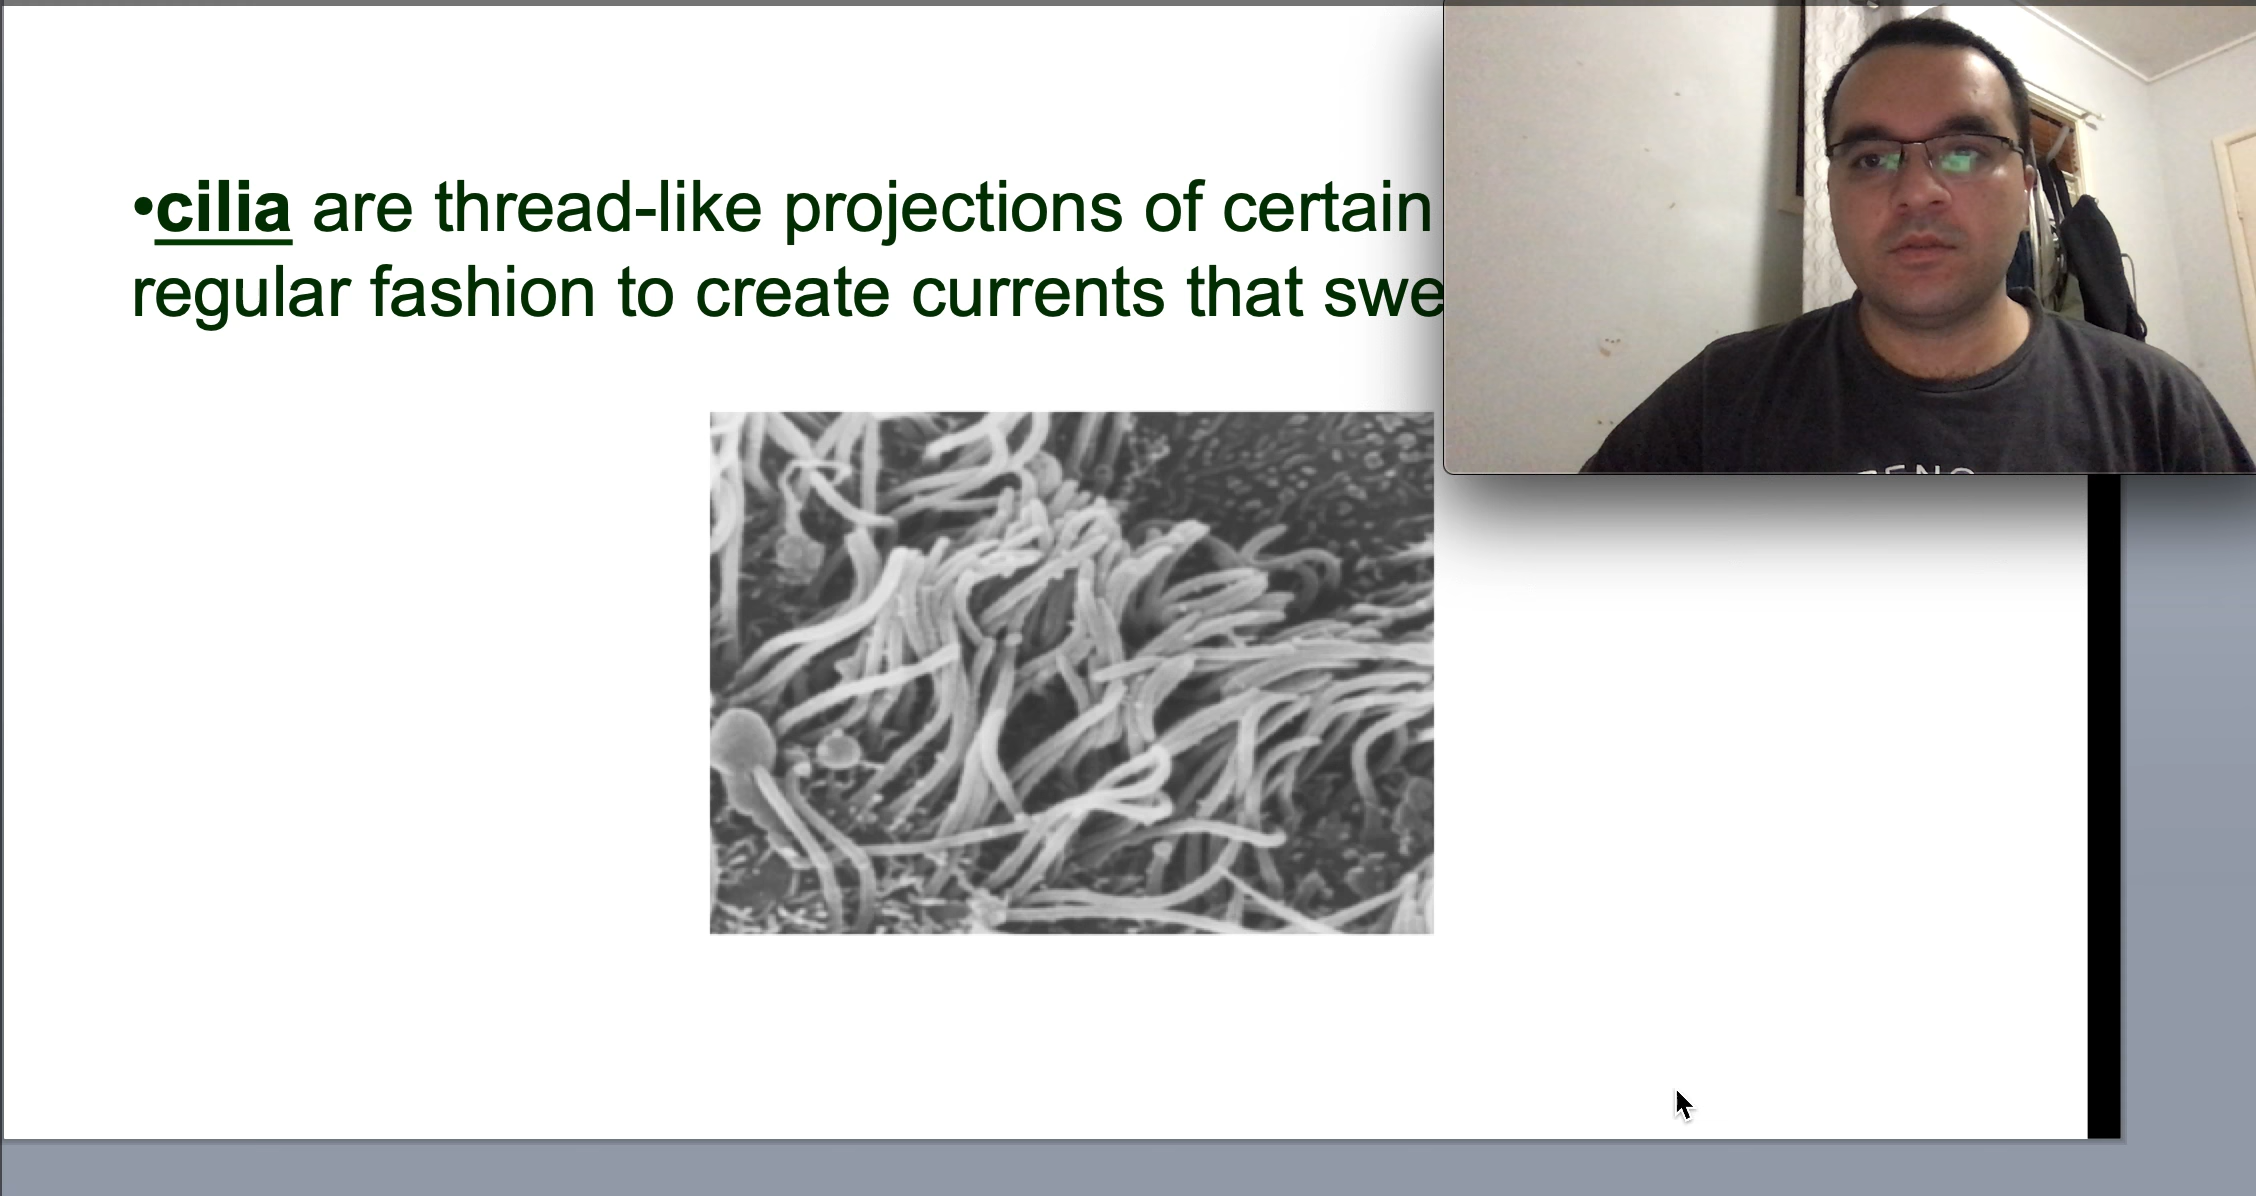 •cilia are thread-like projections of certain
regular fashion to create currents that swe